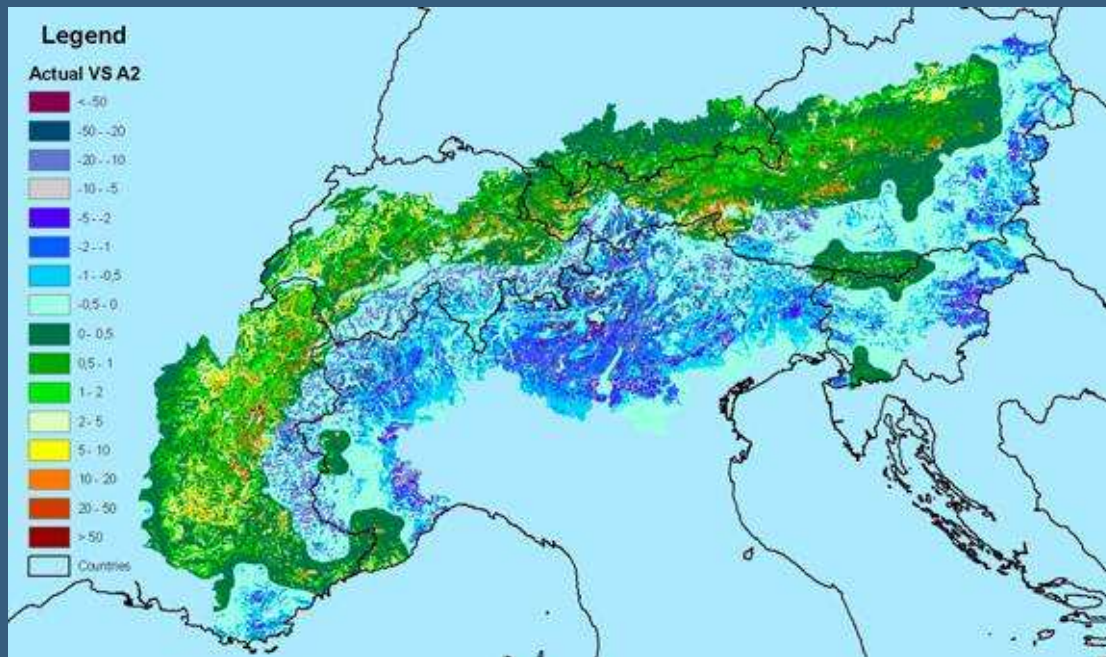 Legend
Actual VS A2
< -50
-50 - -20
-20 - -10
-10 - -5
-5 - -2
-2 - -1
-1 - -0,5
-0,5 - 0
0 - 0,5
0,5 - 1
1 - 2
2 - 5
5 - 10
10 - 20
20 - 50
> 50
Countries